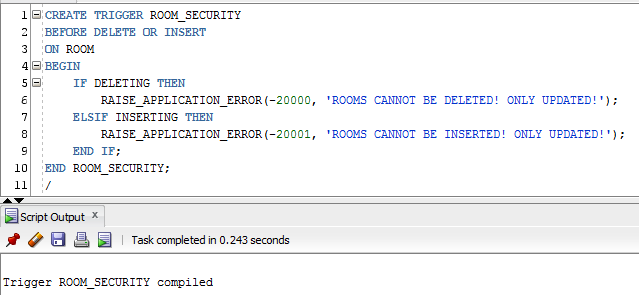 1 CREATE TRIGGER ROOM_SECURITY
2 BEFORE DELETE OR INSERT
3 ON ROOM
4 BEGIN
5 IF DELETING THEN
6 RAISE_APPLICATION_ERROR(-20000, 'ROOMS CANNOT BE DELETED! ONLY UPDATED!');
7 ELSIF INSERTING THEN
8 RAISE_APPLICATION_ERROR(-20001, 'ROOMS CANNOT BE INSERTED! ONLY UPDATED!');
9 END IF;
10 END ROOM_SECURITY;
11 /
Script Output x
Task completed in 0.243 seconds
Trigger ROOM_SECURITY compiled